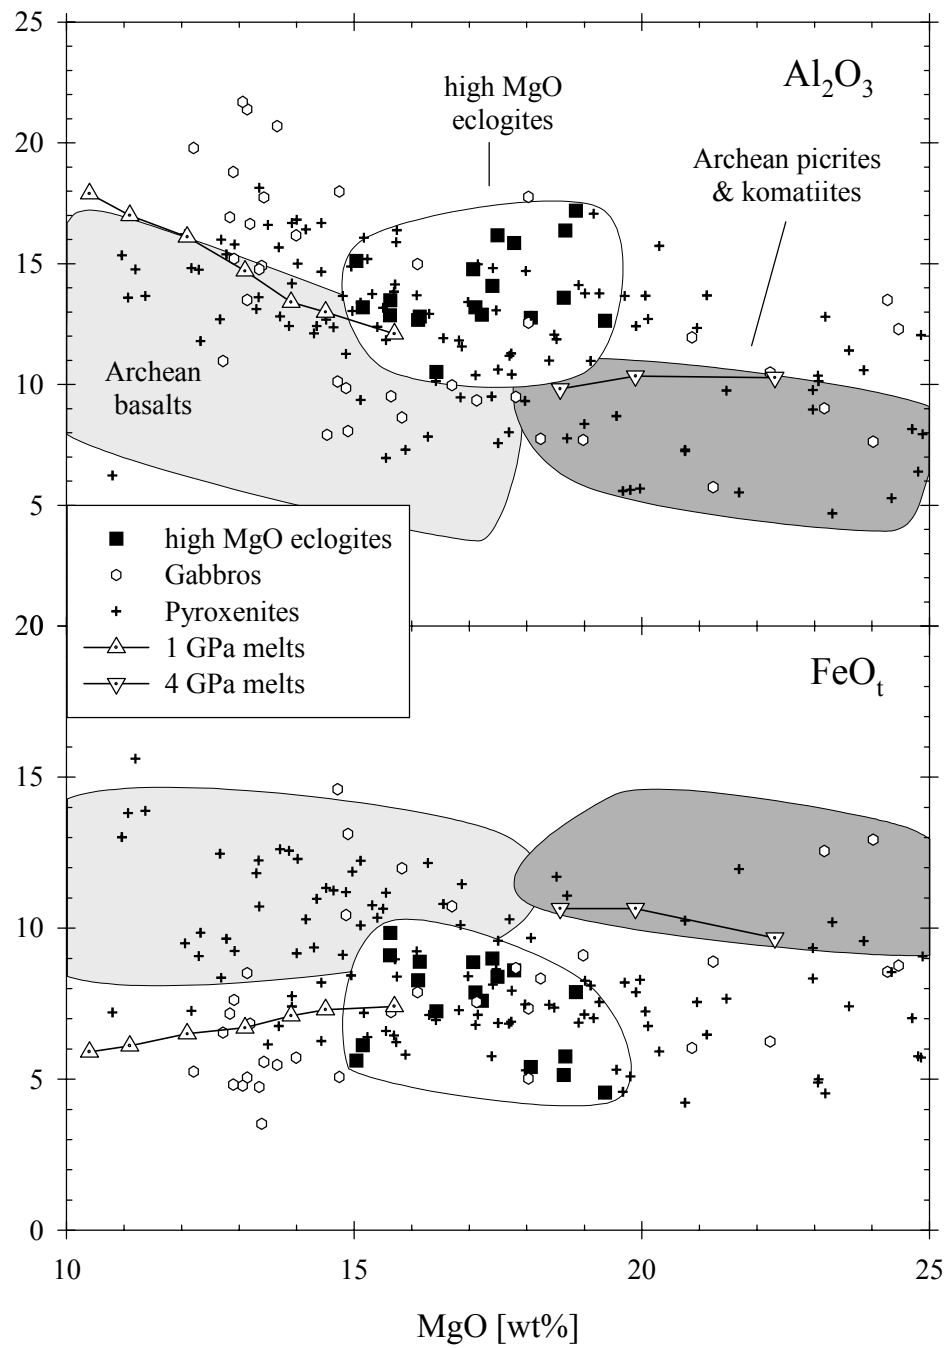 25
20
15
10
5
20
15
10
5
0
Al₂O₃
high MgO
eclogites
Archean picrites
& komatiites
Archean
basalts
high MgO eclogites
Gabbros
Pyroxenites
1 GPa melts
4 GPa melts
FeOₜ
10 15 20 25
MgO [wt%]